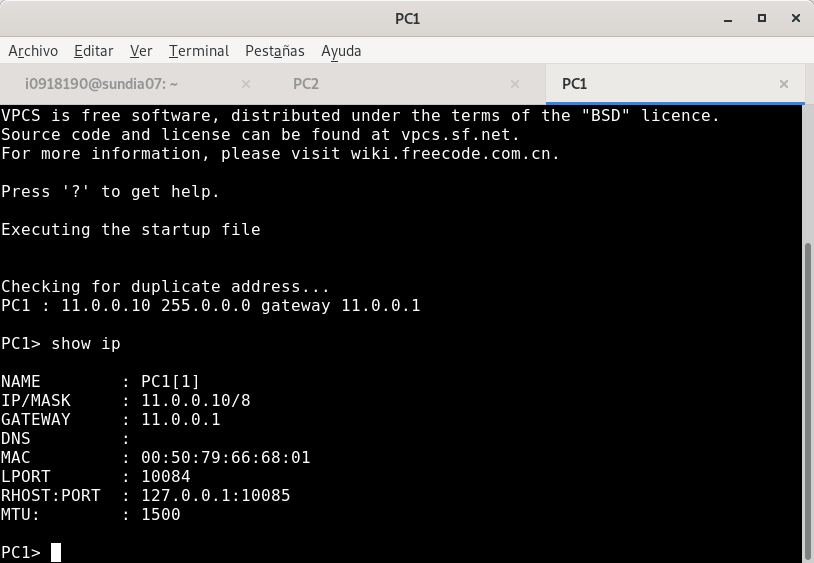 PC1
Archivo Editar Ver Terminal Pestañas Ayuda
i0918190@sundia07: ~ PC2 PC1
VPCS is free software, distributed under the terms of the "BSD" licence.
Source code and license can be found at vpcs.sf.net.
For more information, please visit wiki.freecode.com.cn.
Press '?' to get help.
Executing the startup file
Checking for duplicate address...
PC1 : 11.0.0.10 255.0.0.0 gateway 11.0.0.1
PC1> show ip
NAME        : PC1[1]
IP/MASK     : 11.0.0.10/8
GATEWAY     : 11.0.0.1
DNS         :
MAC         : 00:50:79:66:68:01
LPORT       : 10084
RHOST:PORT  : 127.0.0.1:10085
MTU:        : 1500
PC1>